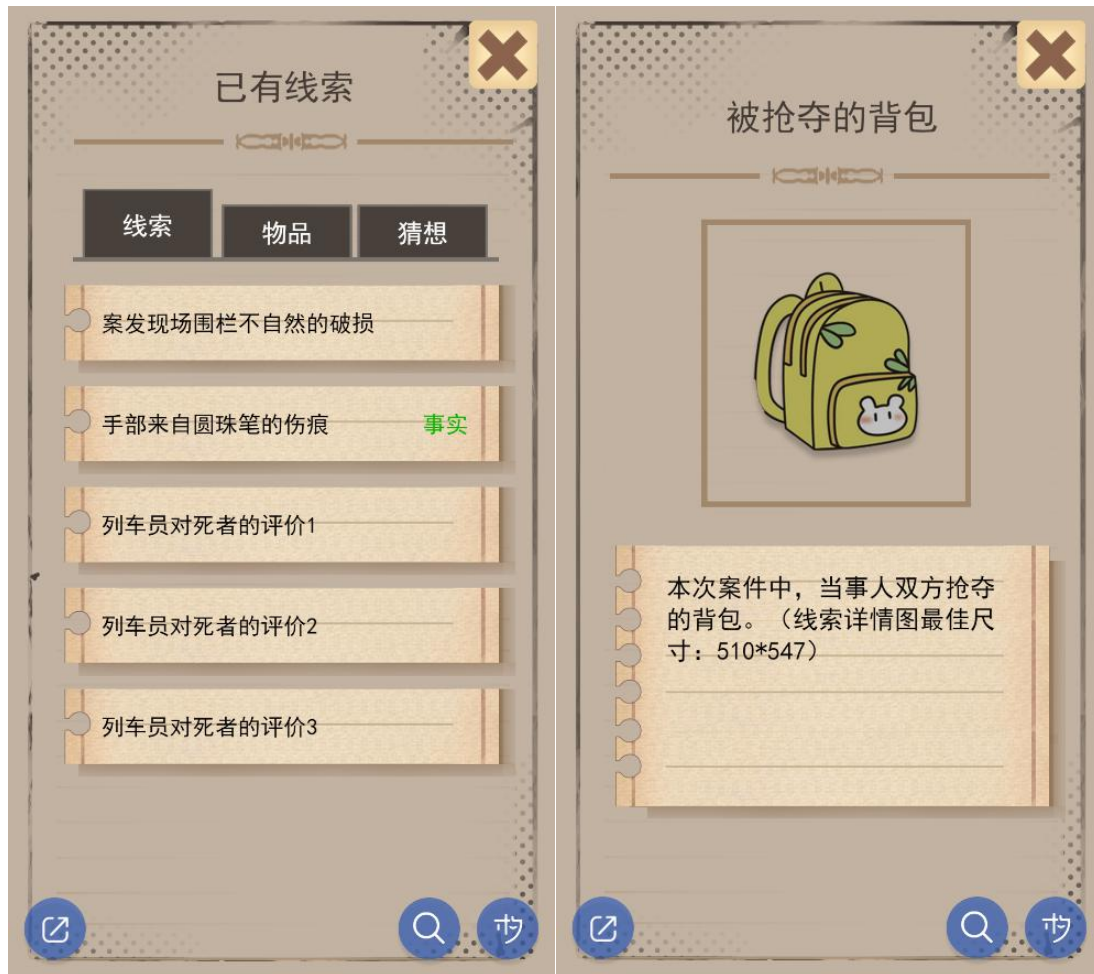 已有线索
线索
物品
猜想
案发现场围栏不自然的破损
手部来自圆珠笔的伤痕
事实
列车员对死者的评价1
列车员对死者的评价2
列车员对死者的评价3
被抢夺的背包
本次案件中，当事人双方抢夺
的背包。（线索详情图最佳尺
寸：510*547）